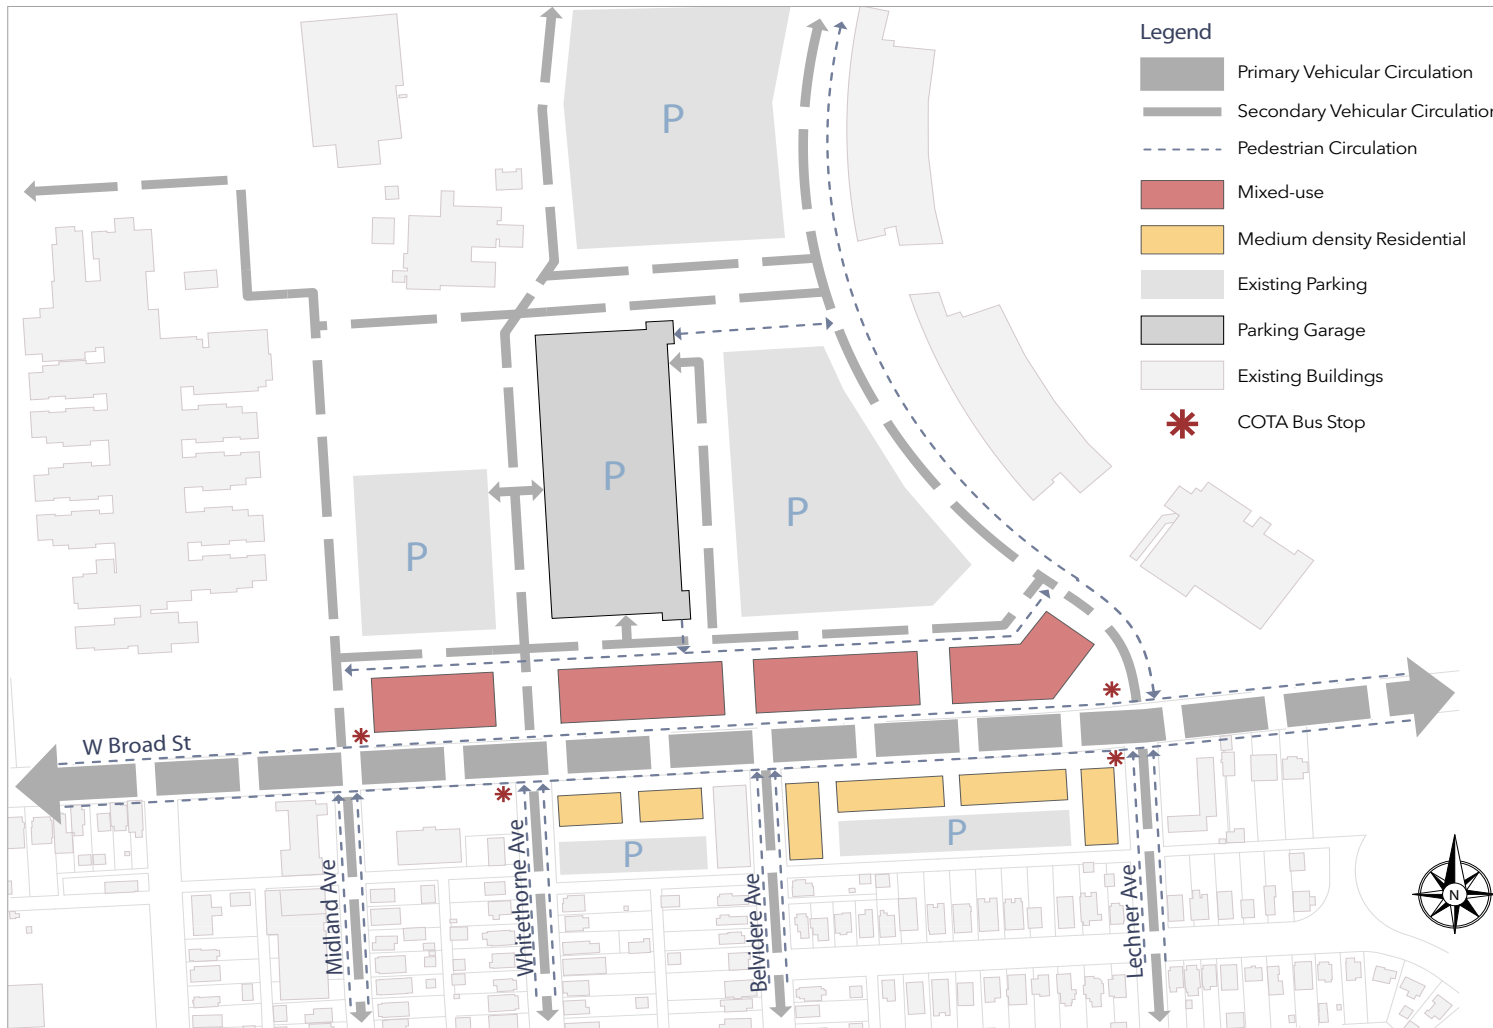 Legend
Primary Vehicular Circulation
Secondary Vehicular Circulation
Pedestrian Circulation
Mixed-use
Medium density Residential
Existing Parking
Parking Garage
Existing Buildings
COTA Bus Stop
P
P
P
P
W Broad St
P
P
Midland Ave
Whitethorne Ave
Belvidere Ave
Lechner Ave
N